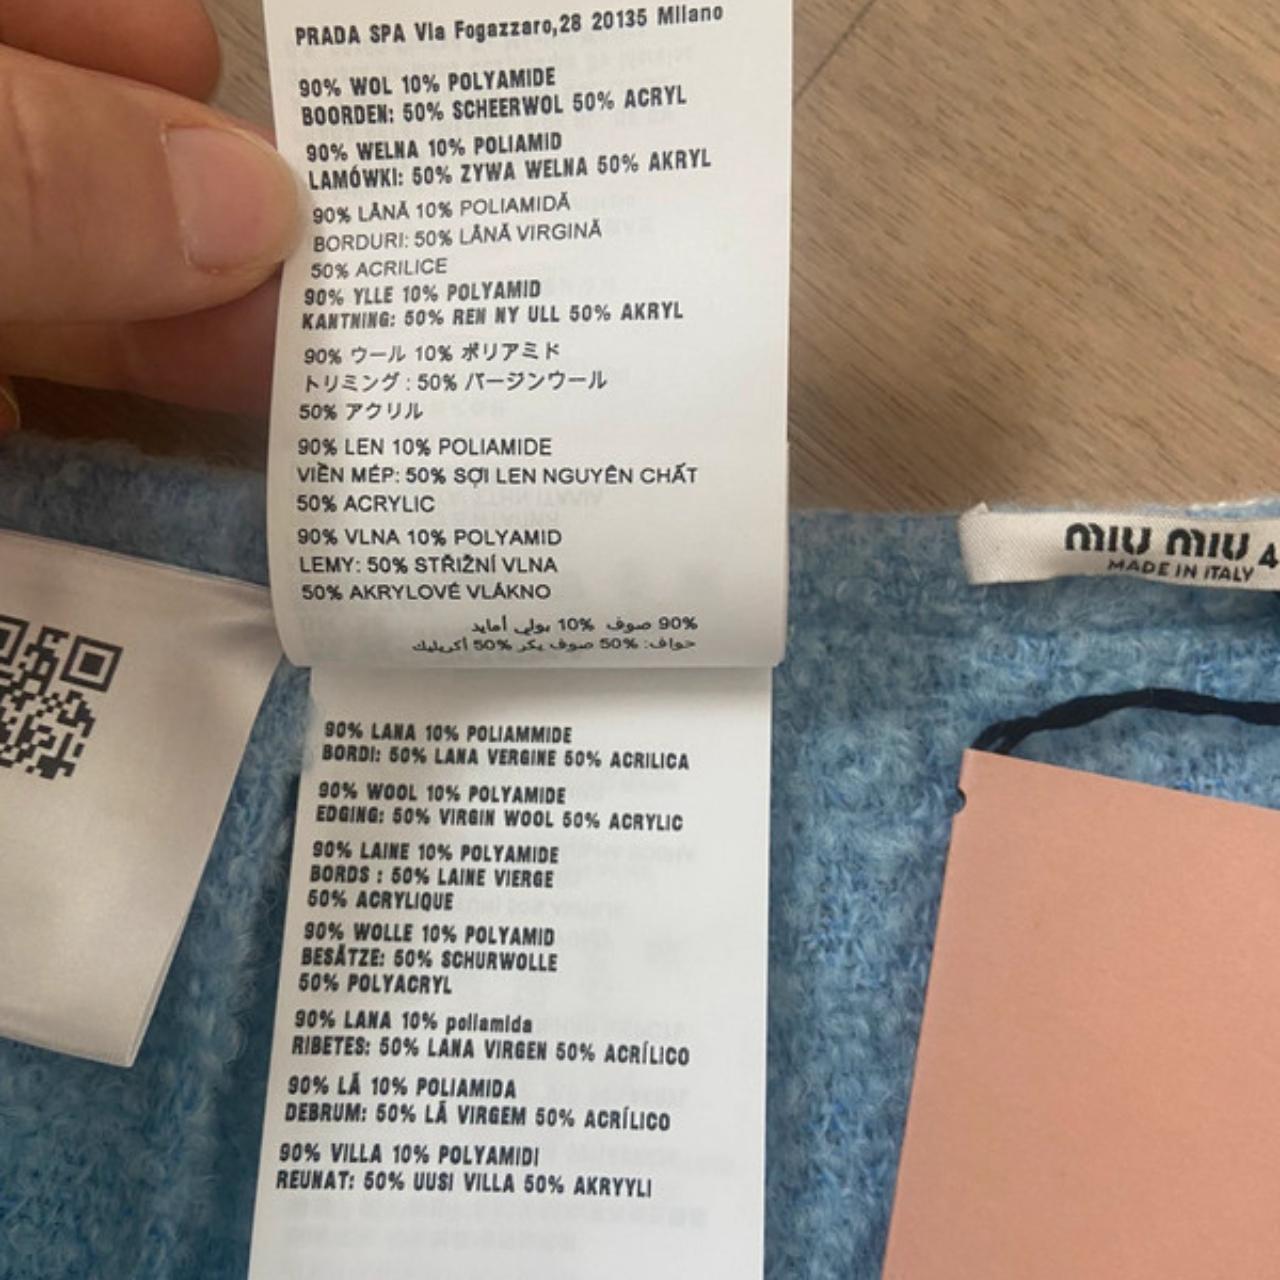 PRADA SPA Via Fogazzaro,28 20135 Milano
90% WOL 10% POLYAMIDE
BOORDEN: 50% SCHEERWOL 50% ACRYL
90% WELNA 10% POLIAMID
LAMÓWKI: 50% ZYWA WELNA 50% AKRYL
90% LÂNĂ 10% POLIAMIDĂ
BORDURI: 50% LÂNĂ VIRGINĂ
50% ACRILICE
90% YLLE 10% POLYAMID
KANTNING: 50% REN NY ULL 50% AKRYL
90% ウール 10% ポリアミド
トリミング : 50% バージンウール
50% アクリル
90% LEN 10% POLIAMIDE
VIỀN MÉP: 50% SỢI LEN NGUYÊN CHẤT
50% ACRYLIC
90% VLNA 10% POLYAMID
LEMY: 50% STŘIŽNÍ VLNA
50% AKRYLOVÉ VLÁKNO
90% صوف 10% بولي أمايد
حواف: 50% صوف بكر 50% أكريليك
90% LANA 10% POLIAMMIDE
BORDI: 50% LANA VERGINE 50% ACRILICA
90% WOOL 10% POLYAMIDE
EDGING: 50% VIRGIN WOOL 50% ACRYLIC
90% LAINE 10% POLYAMIDE
BORDS : 50% LAINE VIERGE
50% ACRYLIQUE
90% WOLLE 10% POLYAMID
BESÄTZE: 50% SCHURWOLLE
50% POLYACRYL
90% LANA 10% poliamida
RIBETES: 50% LANA VIRGEN 50% ACRÍLICO
90% LÃ 10% POLIAMIDA
DEBRUM: 50% LÃ VIRGEM 50% ACRÍLICO
90% VILLA 10% POLYAMIDI
REUNAT: 50% UUSI VILLA 50% AKRYYLI
miu miu 4
MADE IN ITALY